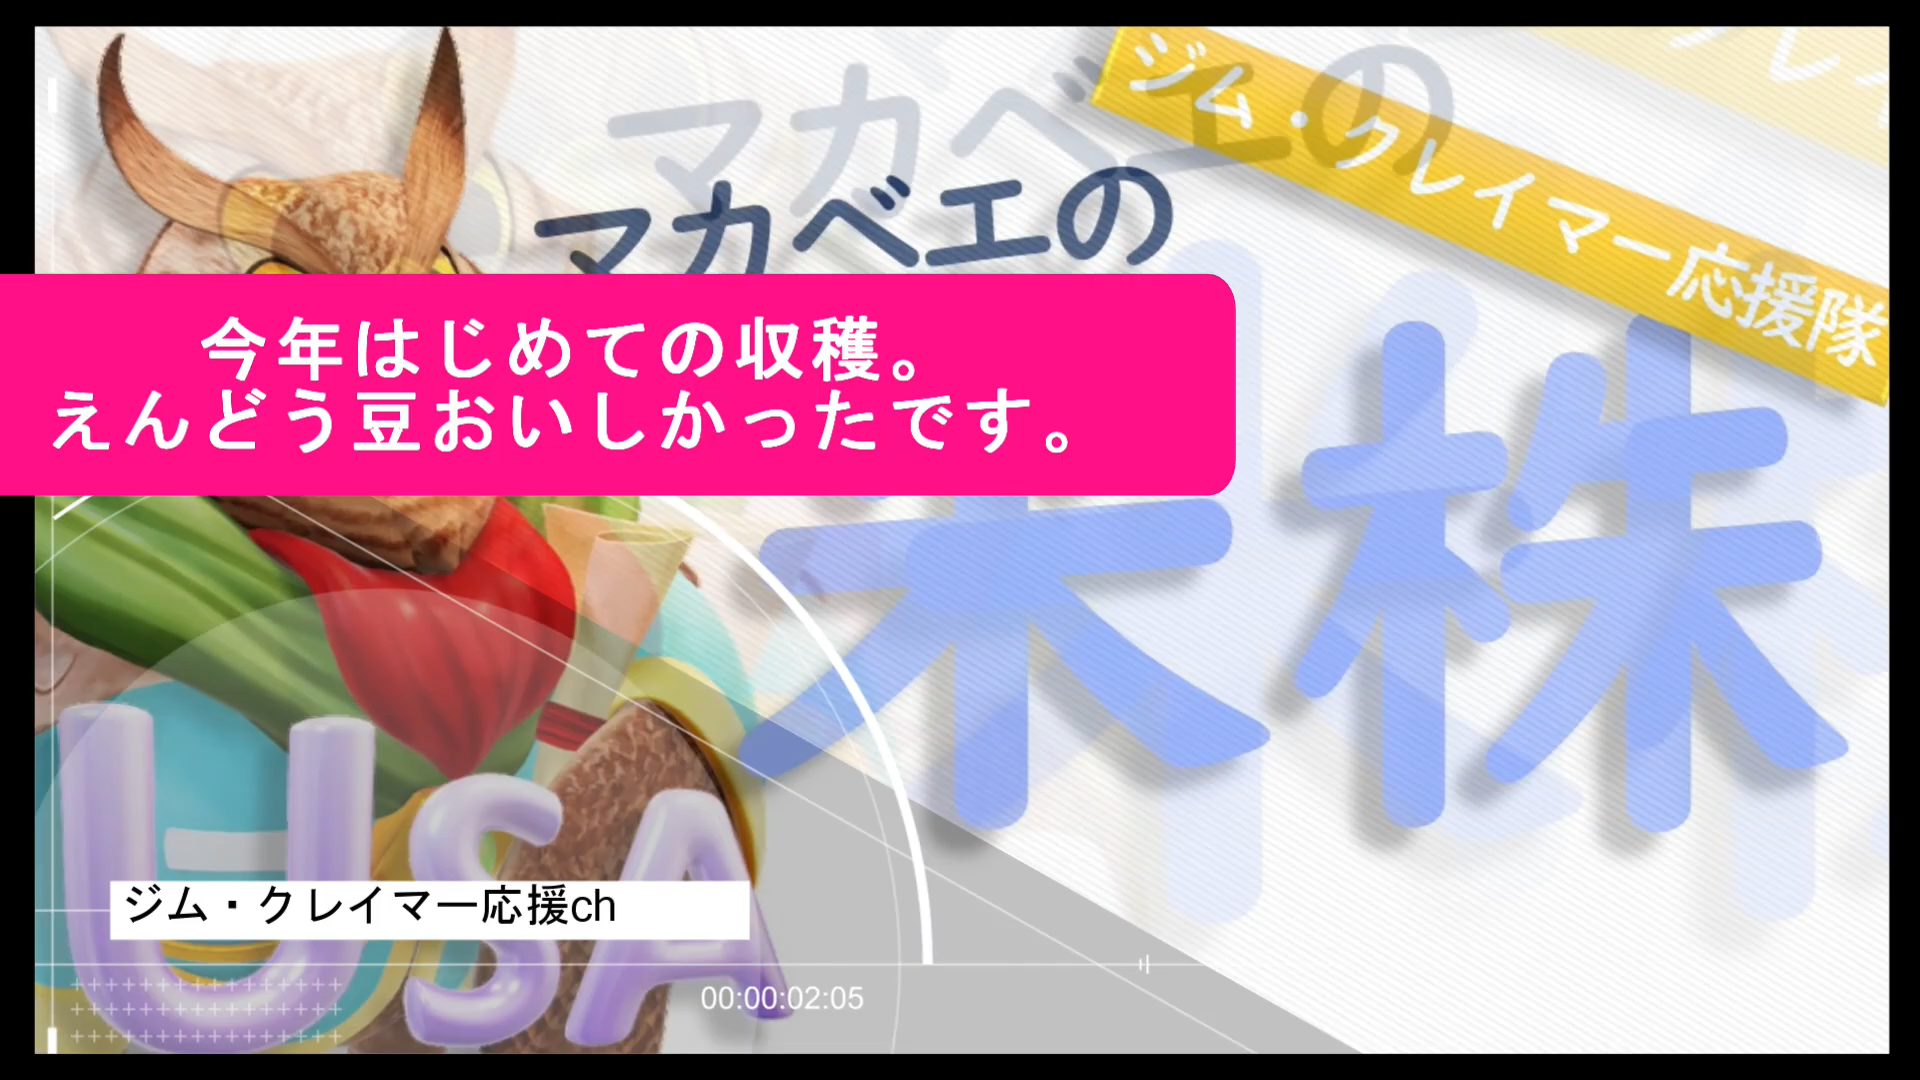 ジム・クレイマー応援隊
マカベエの
米株
今年はじめての収穫。
えんどう豆おいしかったです。
USA
ジム・クレイマー応援ch
00:00:02:05